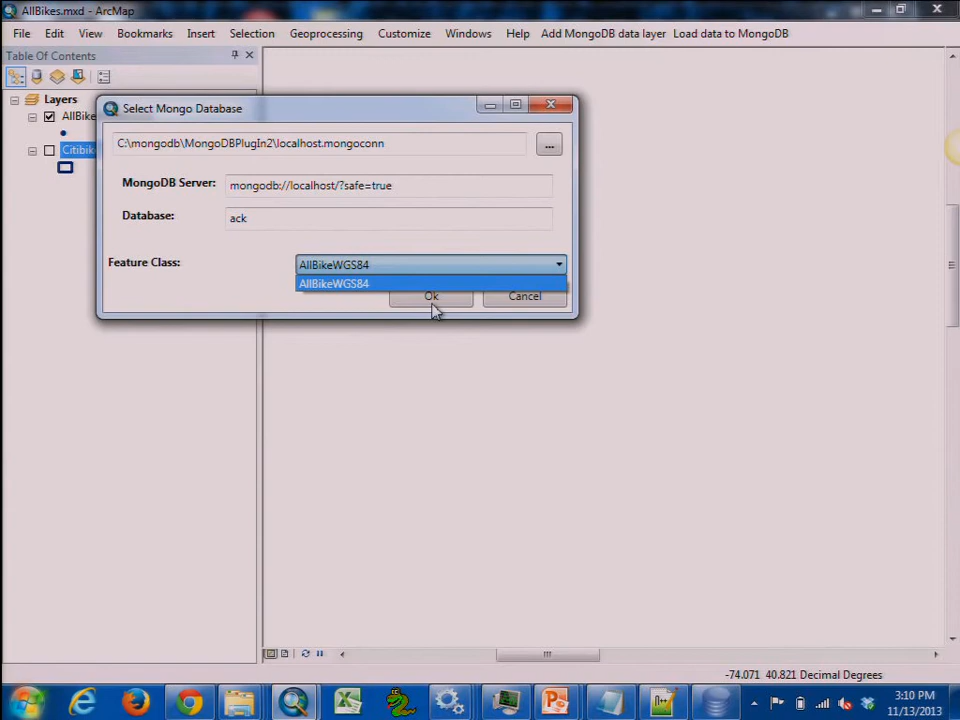 AllBikes.mxd - ArcMap
File Edit View Bookmarks Insert Selection Geoprocessing Customize Windows Help Add MongoDB data layer Load data to MongoDB
Table Of Contents
Layers
AllBike
Citibike
Select Mongo Database
C:\mongodb\MongoDBPlugIn2\localhost.mongoconn
...
MongoDB Server: mongodb://localhost/?safe=true
Database: ack
Feature Class: AllBikeWGS84
AllBikeWGS84
Ok Cancel
-74.071 40.821 Decimal Degrees
3:10 PM
11/13/2013